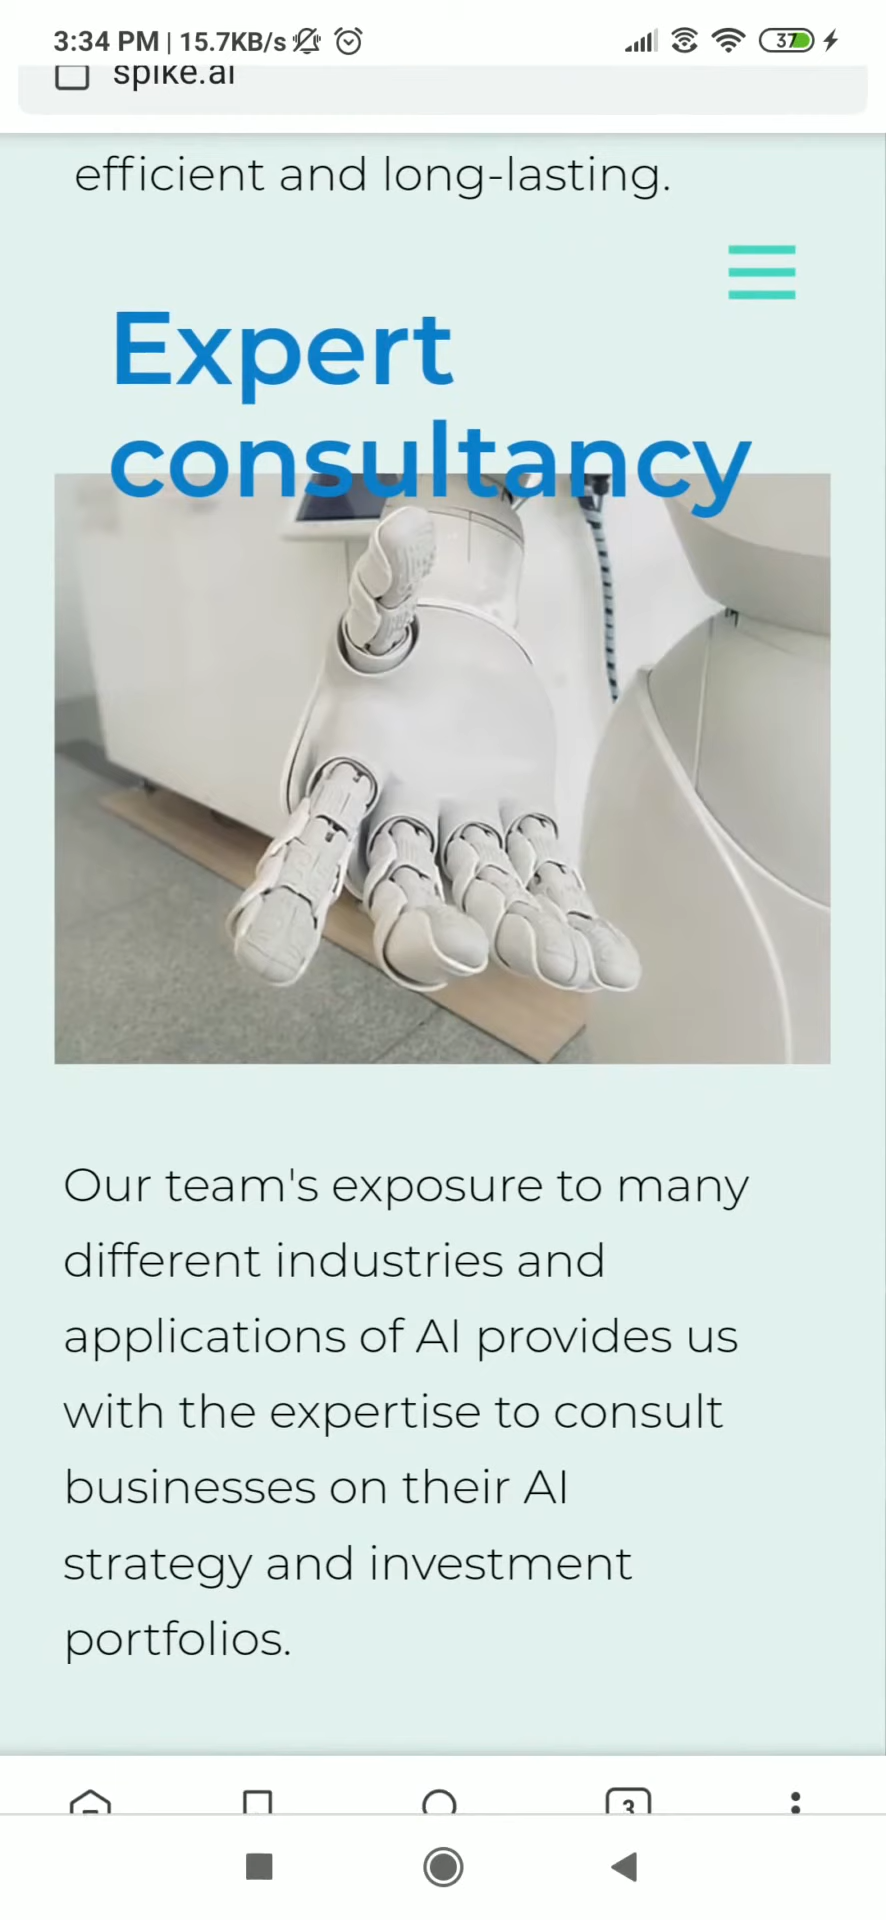 3:34 PM | 15.7KB/s
37
spike.ai
efficient and long-lasting.
Expert
consultancy
Our team's exposure to many
different industries and
applications of AI provides us
with the expertise to consult
businesses on their AI
strategy and investment
portfolios.
3